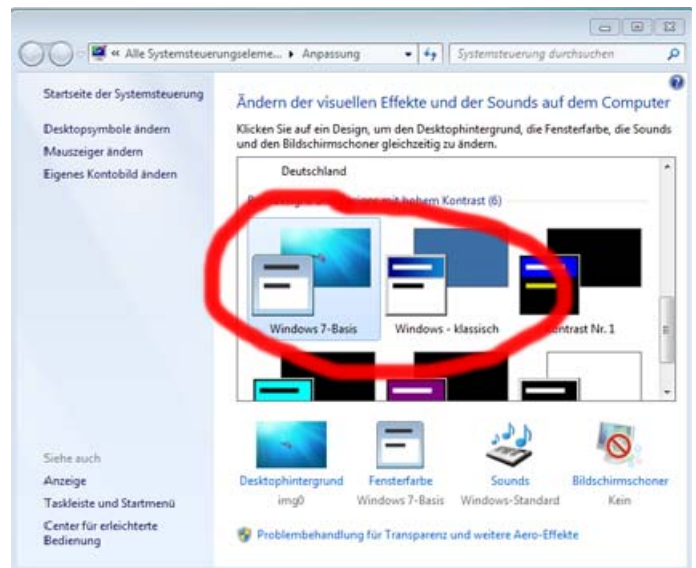 « Alle Systemsteuerungseleme... ▸ Anpassung
Systemsteuerung durchsuchen
Startseite der Systemsteuerung
Desktopsymbole ändern
Mauszeiger ändern
Eigenes Kontobild ändern
Ändern der visuellen Effekte und der Sounds auf dem Computer
Klicken Sie auf ein Design, um den Desktophintergrund, die Fensterfarbe, die Sounds
und den Bildschirmschoner gleichzeitig zu ändern.
Deutschland
mit hohem Kontrast (6)
Windows 7-Basis
Windows - klassisch
Kontrast Nr. 1
Desktophintergrund
img0
Fensterfarbe
Windows 7-Basis
Sounds
Windows-Standard
Bildschirmschoner
Kein
Problembehandlung für Transparenz und weitere Aero-Effekte
Siehe auch
Anzeige
Taskleiste und Startmenü
Center für erleichterte
Bedienung